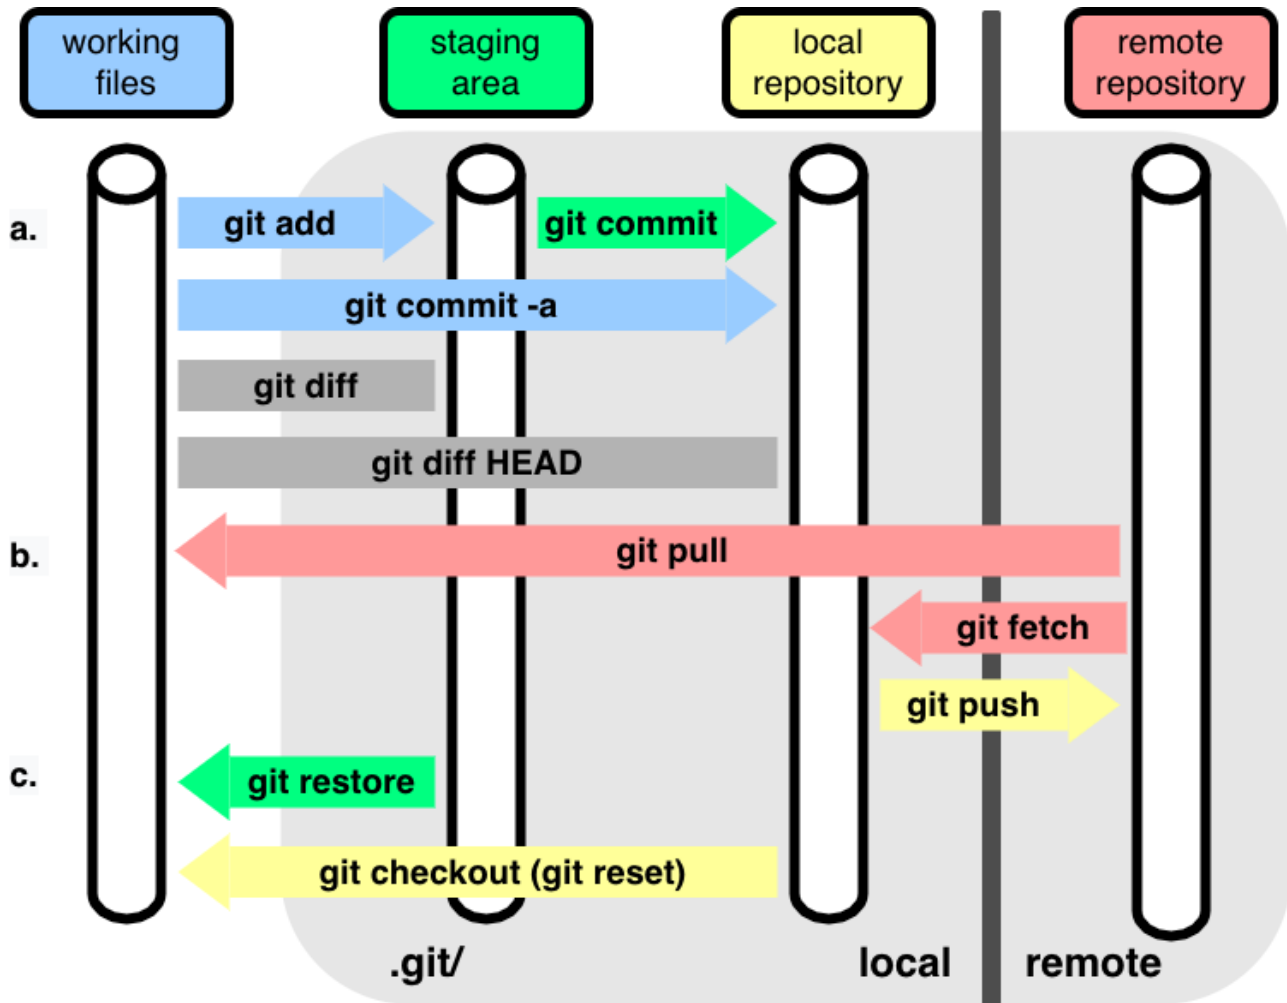 working
files
staging
area
local
repository
remote
repository
a.
git add
git commit
git commit -a
git diff
git diff HEAD
b.
git pull
git fetch
git push
c.
git restore
git checkout (git reset)
.git/
local
remote